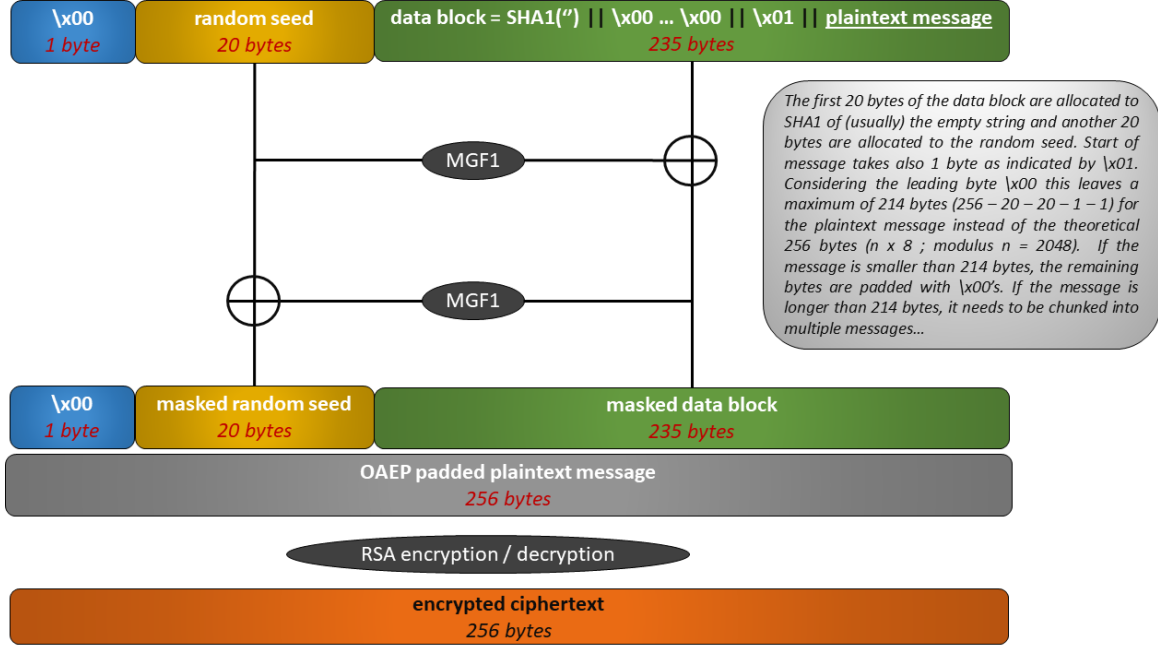 \x00
1 byte
random seed
20 bytes
data block = SHA1('') || \x00 ... \x00 || \x01 || plaintext message
235 bytes
The first 20 bytes of the data block are allocated to
SHA1 of (usually) the empty string and another 20
bytes are allocated to the random seed. Start of
message takes also 1 byte as indicated by \x01.
Considering the leading byte \x00 this leaves a
maximum of 214 bytes (256 – 20 – 20 – 1 – 1) for
the plaintext message instead of the theoretical
256 bytes (n x 8 ; modulus n = 2048). If the
message is smaller than 214 bytes, the remaining
bytes are padded with \x00's. If the message is
longer than 214 bytes, it needs to be chunked into
multiple messages…
MGF1
MGF1
\x00
1 byte
masked random seed
20 bytes
masked data block
235 bytes
OAEP padded plaintext message
256 bytes
RSA encryption / decryption
encrypted ciphertext
256 bytes